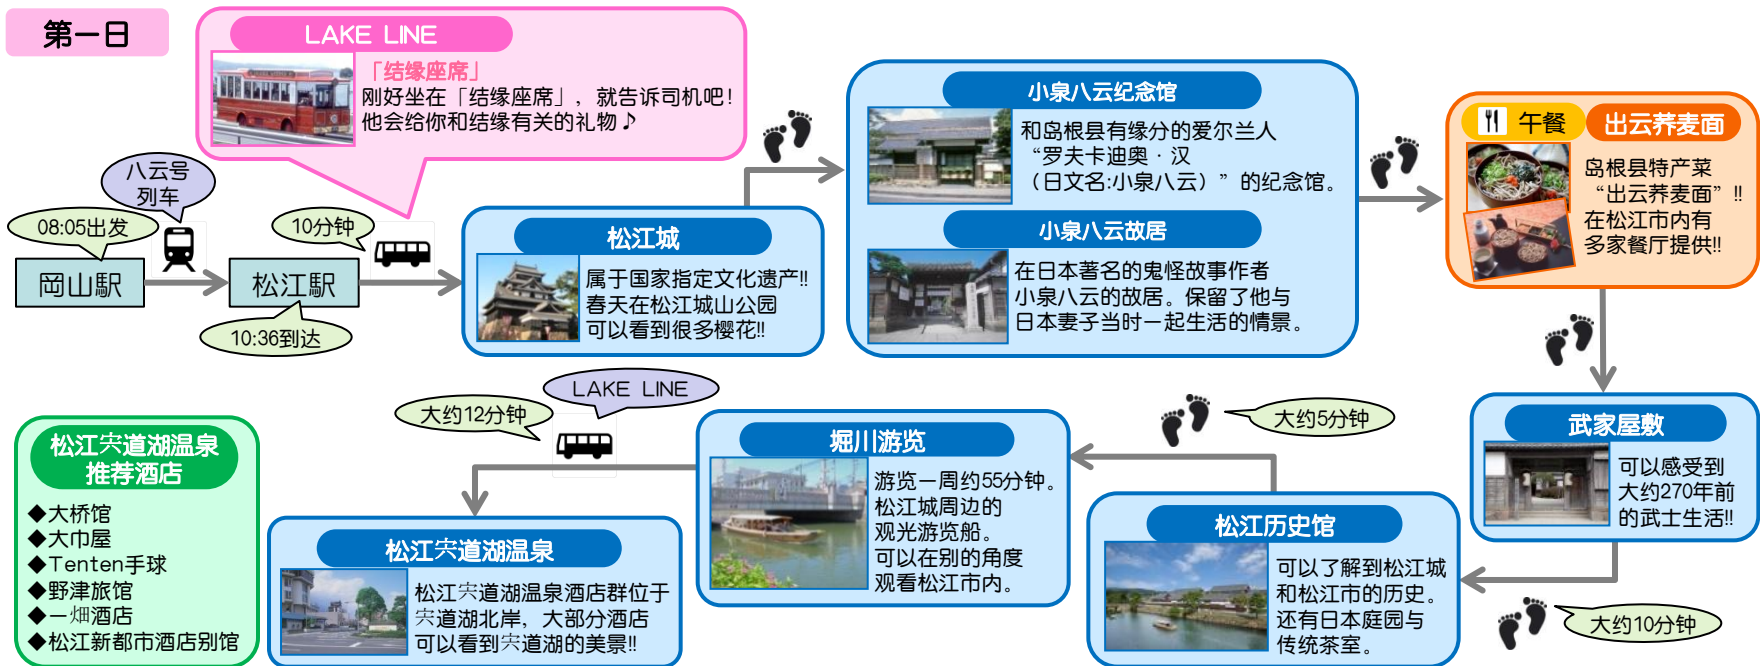 第一日
LAKE LINE
「结缘座席」
刚好坐在「结缘座席」，就告诉司机吧！
他会给你和结缘有关的礼物♪
08:05出发
岡山駅
八云号
列车
松江駅
10:36到达
10分钟
松江城
属于国家指定文化遗产!!
春天在松江城山公园
可以看到很多樱花!!
小泉八云纪念馆
和岛根县有缘分的爱尔兰人
“罗夫卡迪奥·汉
（日文名:小泉八云）”的纪念馆。
小泉八云故居
在日本著名的鬼怪故事作者
小泉八云的故居。保留了他与
日本妻子当时一起生活的情景。
午餐
出云荞麦面
岛根县特产菜
“出云荞麦面”!!
在松江市内有
多家餐厅提供!!
武家屋敷
可以感受到
大约270年前
的武士生活!!
大约10分钟
松江历史馆
可以了解到松江城
和松江市的历史。
还有日本庭园与
传统茶室。
大约5分钟
堀川游览
游览一周约55分钟。
松江城周边的
观光游览船。
可以在别的角度
观看松江市内。
LAKE LINE
大约12分钟
松江宍道湖温泉
松江宍道湖温泉酒店群位于
宍道湖北岸，大部分酒店
可以看到宍道湖的美景!!
松江宍道湖温泉
推荐酒店
◆大桥馆
◆大巾屋
◆Tenten手球
◆野津旅馆
◆一畑酒店
◆松江新都市酒店别馆